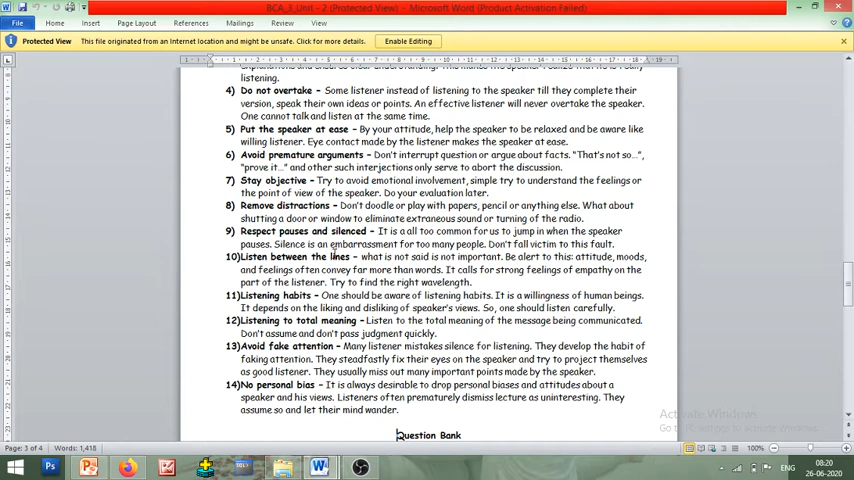 BCA_3_Unit - 2 (Protected View) - Microsoft Word (Product Activation Failed)
File Home Insert Page Layout References Mailings Review View
Protected View This file originated from an Internet location and might be unsafe. Click for more details. Enable Editing
listening.
4) Do not overtake – Some listener instead of listening to the speaker till they complete their
version, speak their own ideas or points. An effective listener will never overtake the speaker.
One cannot talk and listen at the same time.
5) Put the speaker at ease – By your attitude, help the speaker to be relaxed and be aware like
willing listener. Eye contact made by the listener makes the speaker at ease.
6) Avoid premature arguments – Don't interrupt question or argue about facts. "That's not so…",
"prove it…" and other such interjections only serve to abort the discussion.
7) Stay objective – Try to avoid emotional involvement, simple try to understand the feelings or
the point of view of the speaker. Do your evaluation later.
8) Remove distractions – Don't doodle or play with papers, pencil or anything else. What about
shutting a door or window to eliminate extraneous sound or turning of the radio.
9) Respect pauses and silenced – It is a all too common for us to jump in when the speaker
pauses. Silence is an embarrassment for too many people. Don't fall victim to this fault.
10)Listen between the lines – what is not said is not important. Be alert to this: attitude, moods,
and feelings often convey far more than words. It calls for strong feelings of empathy on the
part of the listener. Try to find the right wavelength.
11)Listening habits – One should be aware of listening habits. It is a willingness of human beings.
It depends on the liking and disliking of speaker's views. So, one should listen carefully.
12)Listening to total meaning – Listen to the total meaning of the message being communicated.
Don't assume and don't pass judgment quickly.
13)Avoid fake attention – Many listener mistakes silence for listening. They develop the habit of
faking attention. They steadfastly fix their eyes on the speaker and try to project themselves
as good listener. They usually miss out many important points made by the speaker.
14)No personal bias – It is always desirable to drop personal biases and attitudes about a
speaker and his views. Listeners often prematurely dismiss lecture as uninteresting. They
assume so and let their mind wander.
Question Bank
Activate Windows
Page: 3 of 4 Words: 1,418 100%
ENG 08:20
26-06-2020